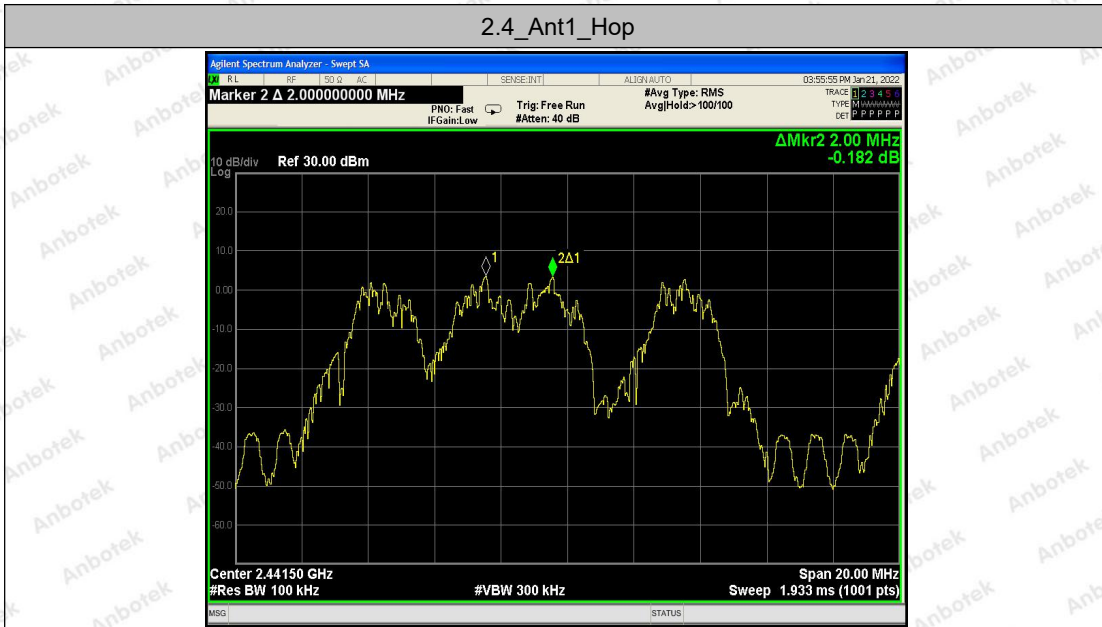 2.4_Ant1_Hop
Agilent Spectrum Analyzer - Swept SA
RL RF 50 Ω AC SENSE:INT ALIGN AUTO 03:55:55 PM Jan 21, 2022
Marker 2 Δ 2.000000000 MHz
#Avg Type: RMS
TRACE 1 2 3 4 5 6
PNO: Fast Trig: Free Run Avg|Hold:> 100/100
TYPE M
IFGain:Low #Atten: 40 dB
DET P P P P P P
ΔMkr2 2.00 MHz
-0.182 dB
10 dB/div Ref 30.00 dBm
Log
20.0
10.0
1
2Δ1
0.00
-10.0
-20.0
-30.0
-40.0
-50.0
-60.0
Center 2.44150 GHz Span 20.00 MHz
#Res BW 100 kHz #VBW 300 kHz Sweep 1.933 ms (1001 pts)
MSG STATUS
Anbotek